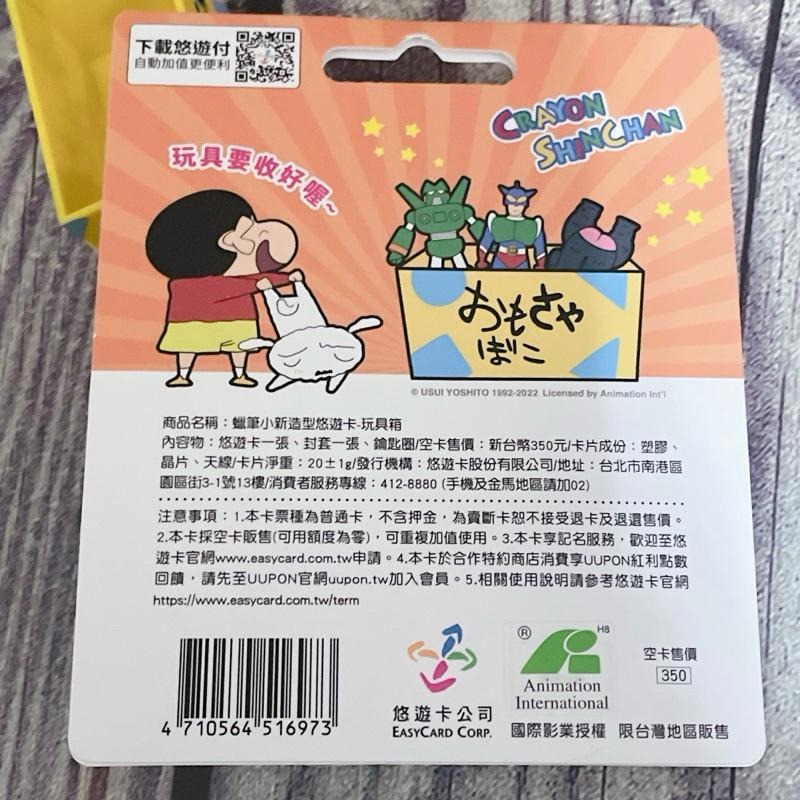 下載悠遊付
自動加值更便利
CRAYON
SHINCHAN
玩具要收好喔~
おもちゃ
ばこ
© USUI YOSHITO 1992-2022 Licensed by Animation Int'l
商品名稱：蠟筆小新造型悠遊卡-玩具箱
內容物：悠遊卡一張、封套一張、鑰匙圈/空卡售價：新台幣350元/卡片成份：塑膠、
晶片、天線/卡片淨重：20±1g/發行機構：悠遊卡股份有限公司/地址：台北市南港區
園區街3-1號13樓/消費者服務專線：412-8880 (手機及金馬地區請加02)
注意事項：1.本卡票種為普通卡，不含押金，為賣斷卡恕不接受退卡及退還售價。
2.本卡採空卡販售(可用額度為零)，可重複加值使用。3.本卡享記名服務，歡迎至悠
遊卡官網www.easycard.com.tw申請。4.本卡於合作特約商店消費享UUPON紅利點數
回饋，請先至UUPON官網uupon.tw加入會員。5.相關使用說明請參考悠遊卡官網
https://www.easycard.com.tw/term
4 710564 516973
悠遊卡公司
EASYCARD CORP.
® HB
Animation
International
國際影業授權 限台灣地區販售
空卡售價
350